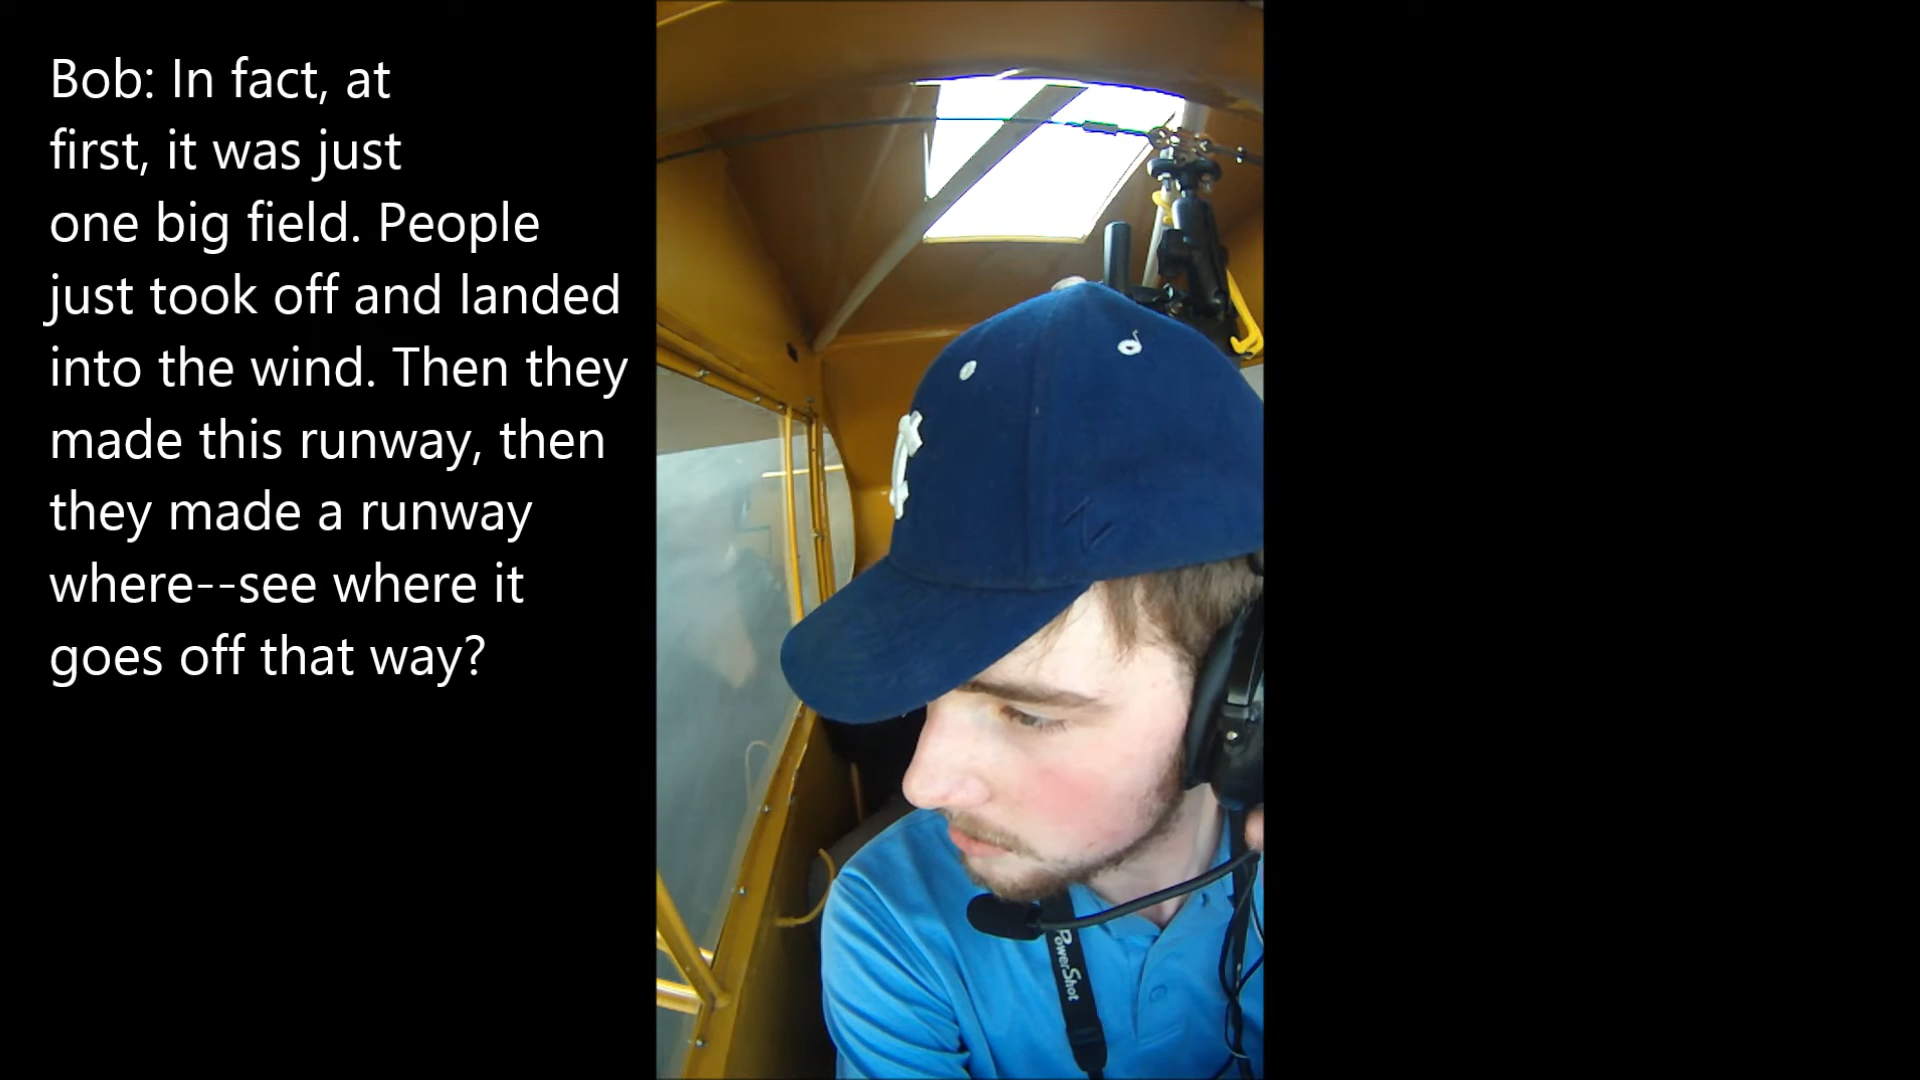 Bob: In fact, at
first, it was just
one big field. People
just took off and landed
into the wind. Then they
made this runway, then
they made a runway
where--see where it
goes off that way?
PowerShot